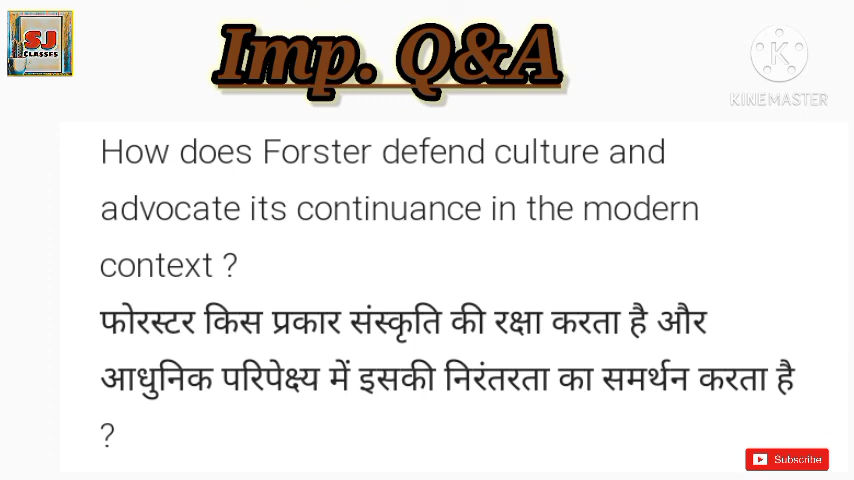 SJ
CLASSES
Imp. Q&A
KINEMASTER
How does Forster defend culture and
advocate its continuance in the modern
context ?
फोरस्टर किस प्रकार संस्कृति की रक्षा करता है और
आधुनिक परिपेक्ष्य में इसकी निरंतरता का समर्थन करता है
?
Subscribe